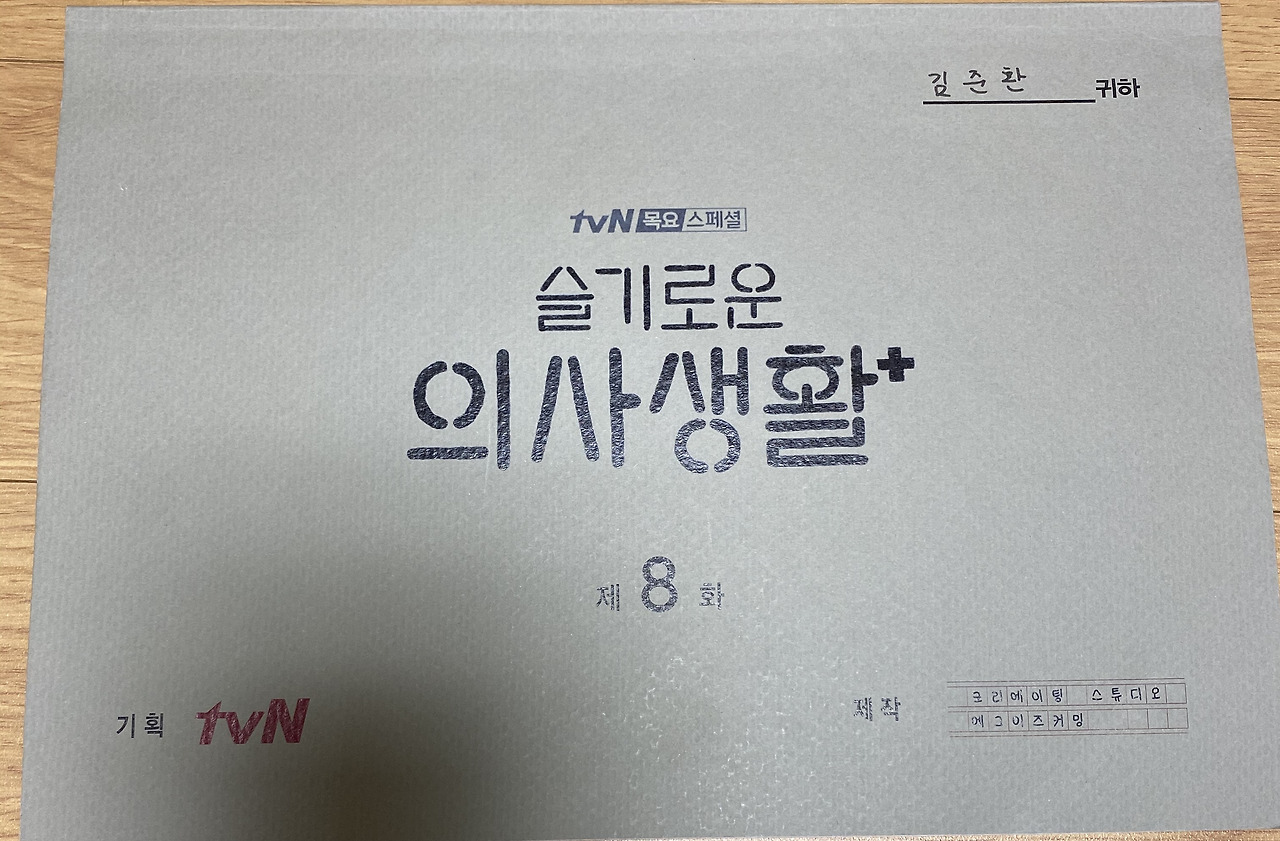 김준환 귀하
tvN 목요 스페셜
슬기로운
의사생활+
제 8 화
기획 tvN
제작 크리에이팅 스튜디오
에그이즈커밍